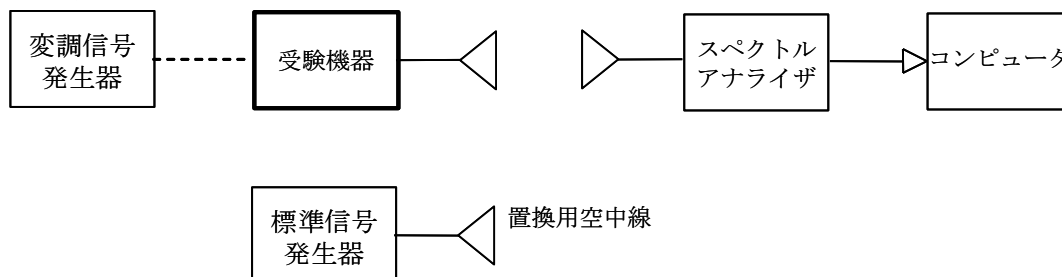 変調信号
発生器
受験機器
スペクトル
アナライザ
コンピュータ
標準信号
発生器
置換用空中線